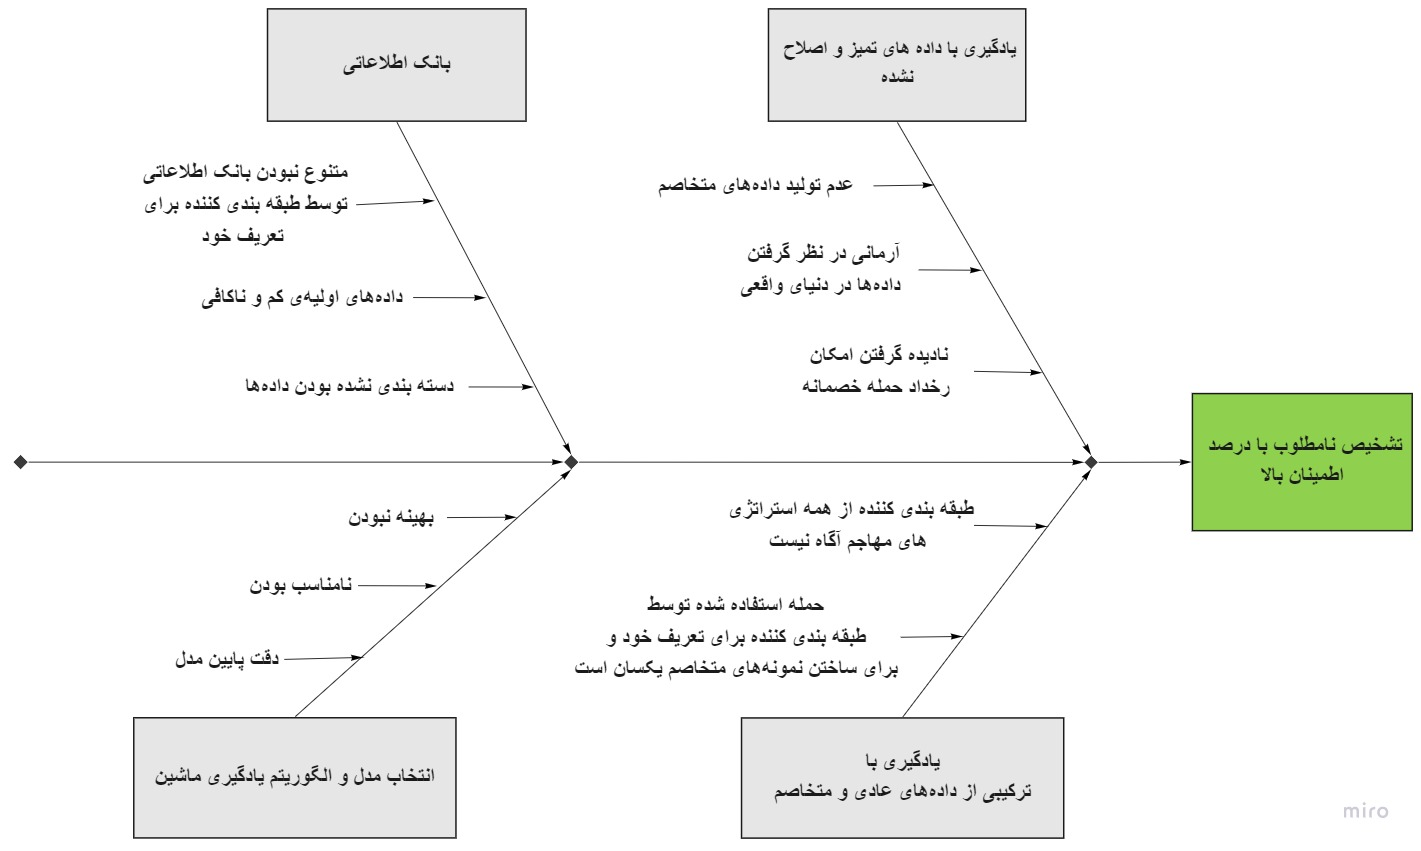 بانک اطلاعاتی
متنوع نبودن بانک اطلاعاتی
توسط طبقه بندی کننده برای
تعریف خود
داده‌های اولیه‌ی کم و ناکافی
دسته بندی نشده بودن داده‌ها
یادگیری با داده های تمیز و اصلاح
نشده
عدم تولید داده‌های متخاصم
آرمانی در نظر گرفتن
داده‌ها در دنیای واقعی
نادیده گرفتن امکان
رخداد حمله خصمانه
تشخیص نامطلوب با درصد
اطمینان بالا
بهینه نبودن
نامناسب بودن
دقت پایین مدل
انتخاب مدل و الگوریتم یادگیری ماشین
طبقه بندی کننده از همه استراتژی
های مهاجم آگاه نیست
حمله استفاده شده توسط
طبقه بندی کننده برای تعریف خود و
برای ساختن نمونه‌های متخاصم یکسان است
یادگیری با
ترکیبی از داده‌های عادی و متخاصم
miro